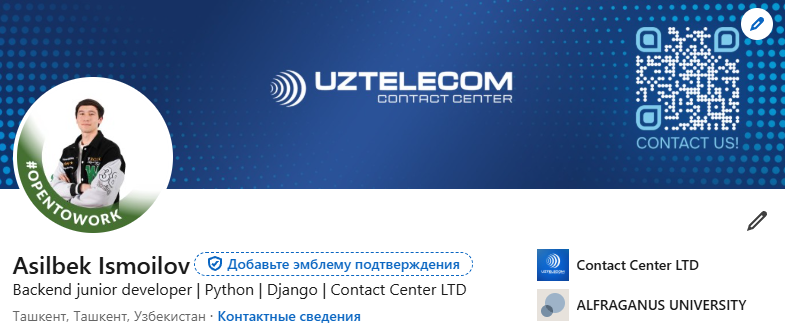 UZTELECOM
CONTACT CENTER
CONTACT US!
#OPENTOWORK
Asilbek Ismoilov
Добавьте эмблему подтверждения
Backend junior developer | Python | Django | Contact Center LTD
Ташкент, Ташкент, Узбекистан · Контактные сведения
UZTELECOM
Contact Center LTD
ALFRAGANUS UNIVERSITY